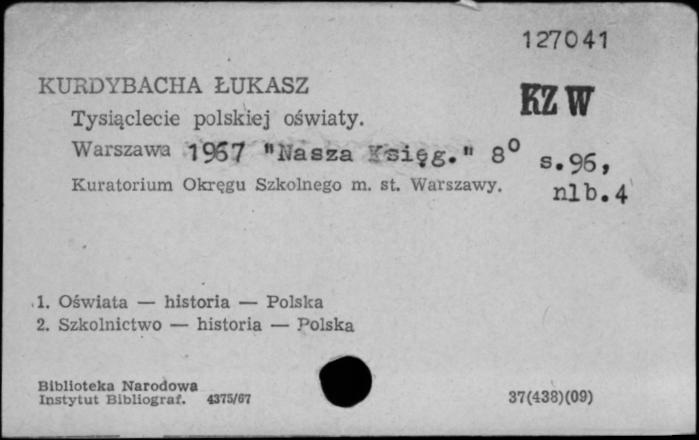 127041
KURDYBACHA ŁUKASZ
KZ W
Tysiąclecie polskiej oświaty.
Warszawa 1967 "Nasza Księg." 8⁰ s.96,
Kuratorium Okręgu Szkolnego m. st. Warszawy. nlb.4
1. Oświata — historia — Polska
2. Szkolnictwo — historia — Polska
Biblioteka Narodowa
Instytut Bibliograf. 4375/67 37(438)(09)